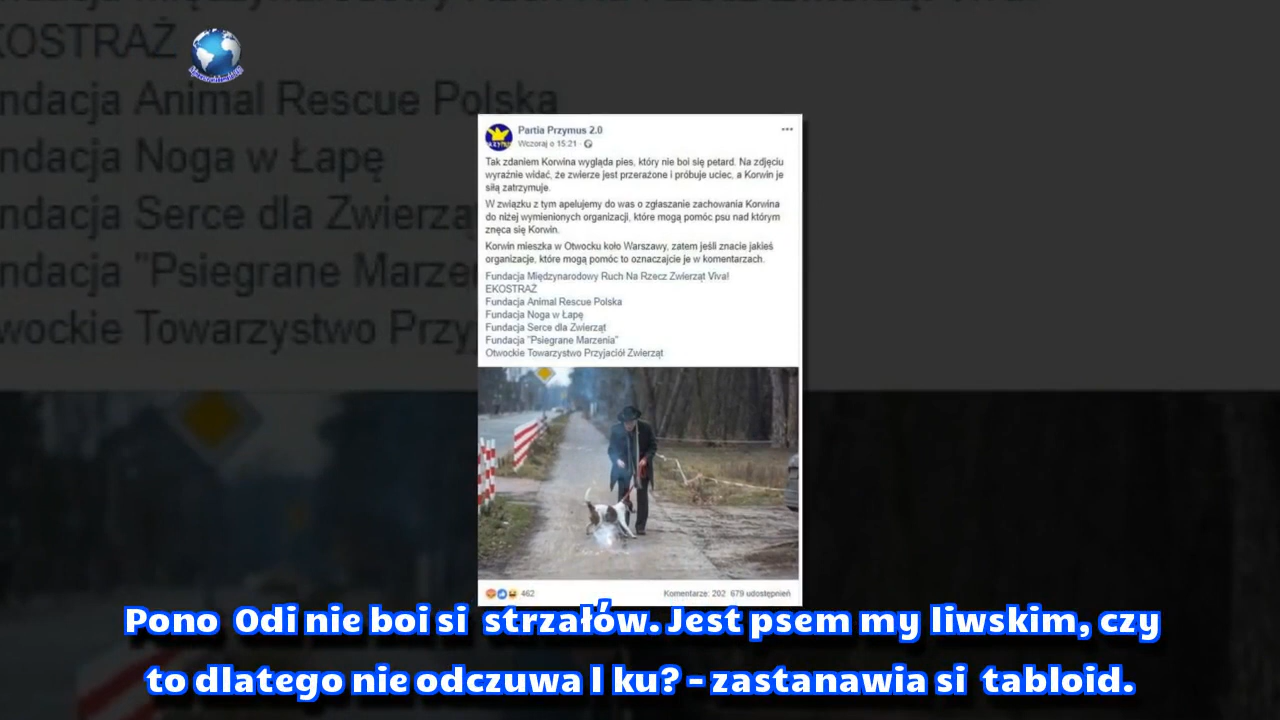 OSTRAŻ
ndacja Animal Rescue Polska
ndacja Noga w Łapę
ndacja Serce dla Zwierzą
ndacja "Psiegrane Marze
wockie Towarzystwo Przy
Partia Przymus 2.0
Wczoraj o 15:21
Tak zdaniem Korwina wygląda pies, który nie boi się petard. Na zdjęciu
wyraźnie widać, że zwierze jest przerażone i próbuje uciec, a Korwin je
siłą zatrzymuje.
W związku z tym apelujemy do was o zgłaszanie zachowania Korwina
do niżej wymienionych organizacji, które mogą pomóc psu nad którym
znęca się Korwin.
Korwin mieszka w Otwocku koło Warszawy, zatem jeśli znacie jakieś
organizacje, które mogą pomóc to oznaczajcie je w komentarzach.
Fundacja Międzynarodowy Ruch Na Rzecz Zwierząt Viva!
EKOSTRAŻ
Fundacja Animal Rescue Polska
Fundacja Noga w Łapę
Fundacja Serce dla Zwierząt
Fundacja "Psiegrane Marzenia"
Otwockie Towarzystwo Przyjaciół Zwierząt
462 Komentarze: 202 679 udostępnień
Pono Odi nie boi si strzałów. Jest psem my liwskim, czy
to dlatego nie odczuwa l ku? - zastanawia si tabloid.